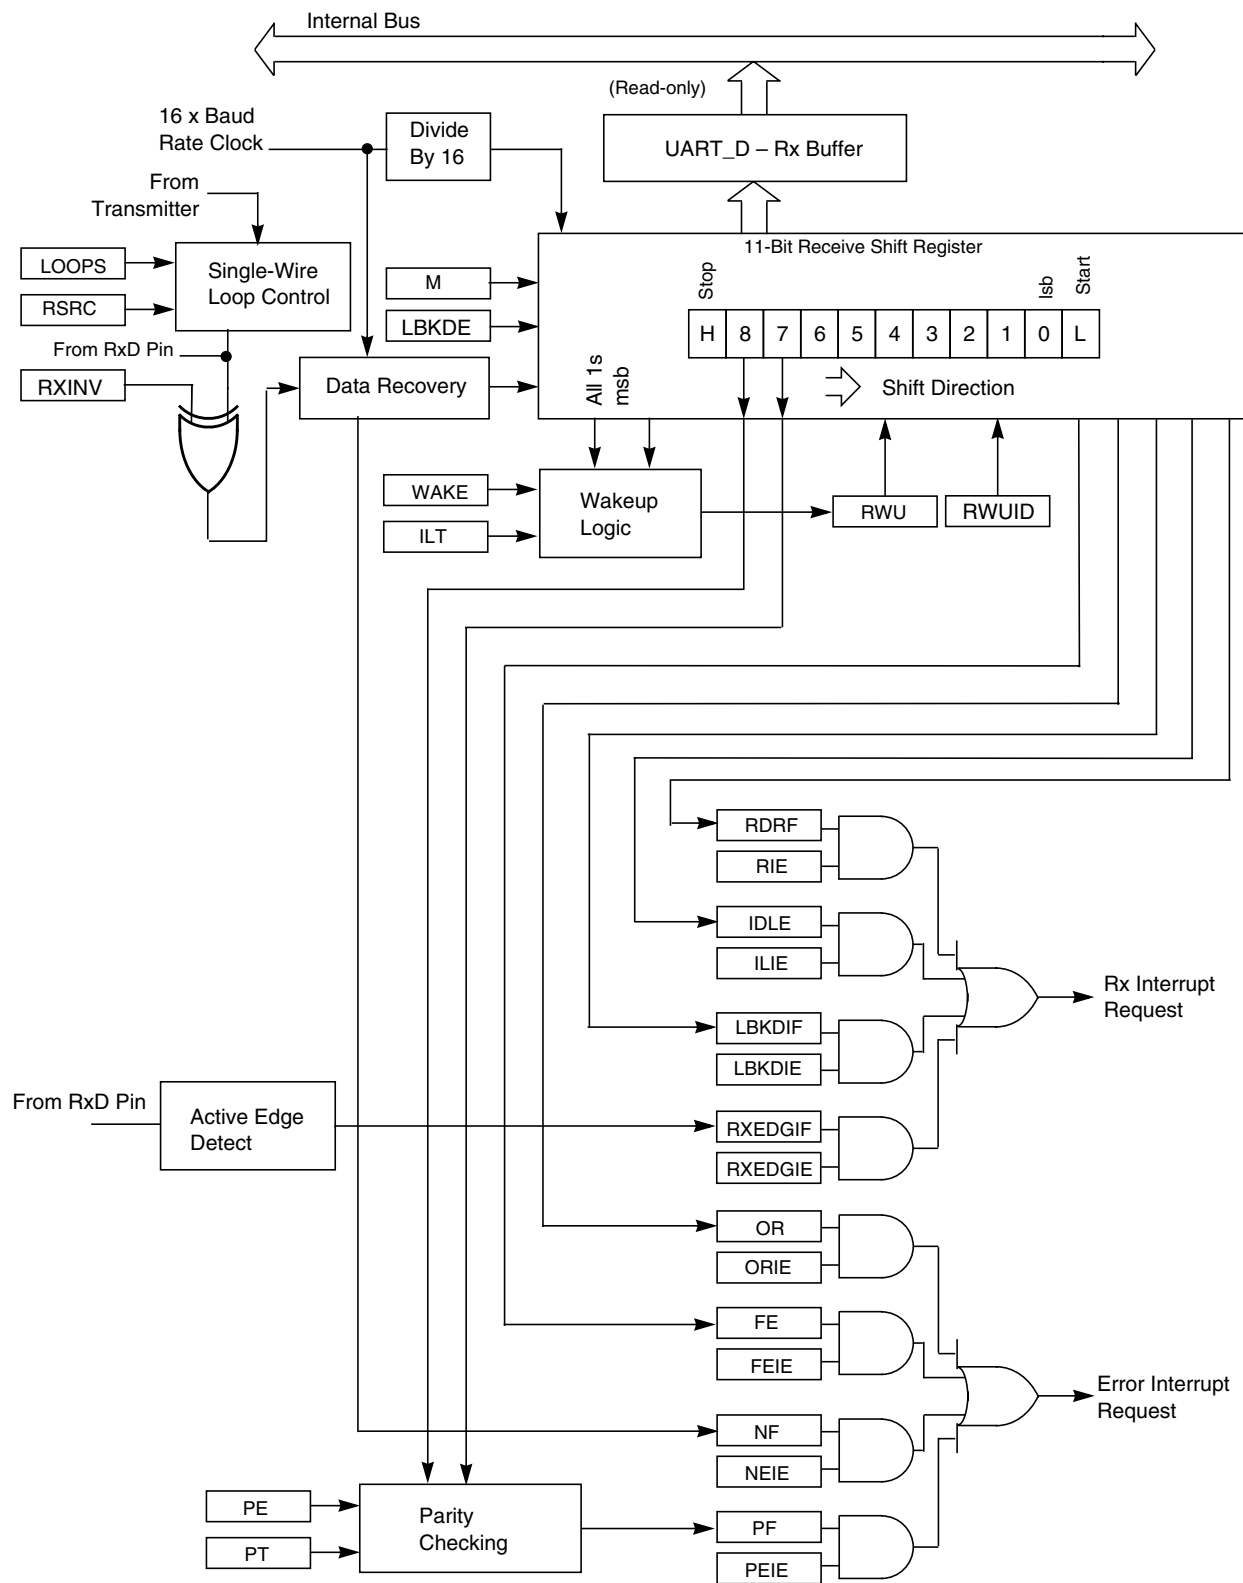 Internal Bus
(Read-only)
16 x Baud
Rate Clock
Divide
By 16
UART_D – Rx Buffer
From
Transmitter
11-Bit Receive Shift Register
LOOPS
Single-Wire
Loop Control
RSRC
M
LBKDE
Stop
lsb
Start
H 8 7 6 5 4 3 2 1 0 L
From RxD Pin
RXINV
Data Recovery
All 1s
msb
Shift Direction
WAKE
ILT
Wakeup
Logic
RWU
RWUID
RDRF
RIE
IDLE
ILIE
Rx Interrupt
Request
LBKDIF
LBKDIE
From RxD Pin
Active Edge
Detect
RXEDGIF
RXEDGIE
OR
ORIE
FE
FEIE
Error Interrupt
Request
NF
NEIE
PE
PT
Parity
Checking
PF
PEIE